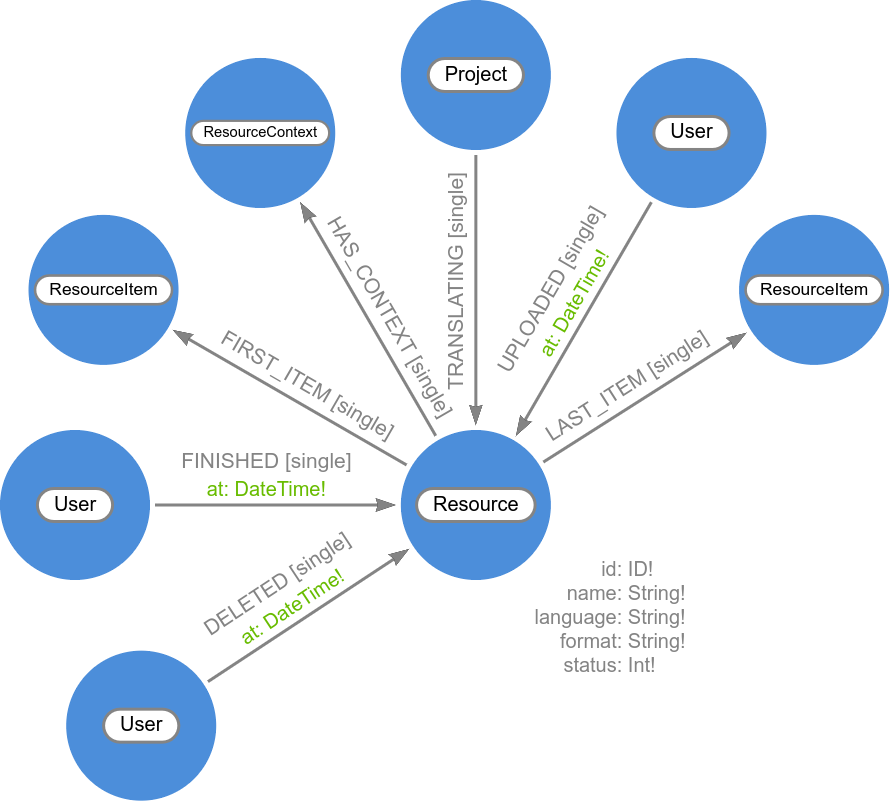 Project
ResourceContext
User
TRANSLATING [single]
HAS_CONTEXT [single]
UPLOADED [single]
at: DateTime!
ResourceItem
ResourceItem
FIRST_ITEM [single]
LAST_ITEM [single]
FINISHED [single]
at: DateTime!
User
Resource
DELETED [single]
at: DateTime!
id: ID!
name: String!
language: String!
format: String!
status: Int!
User